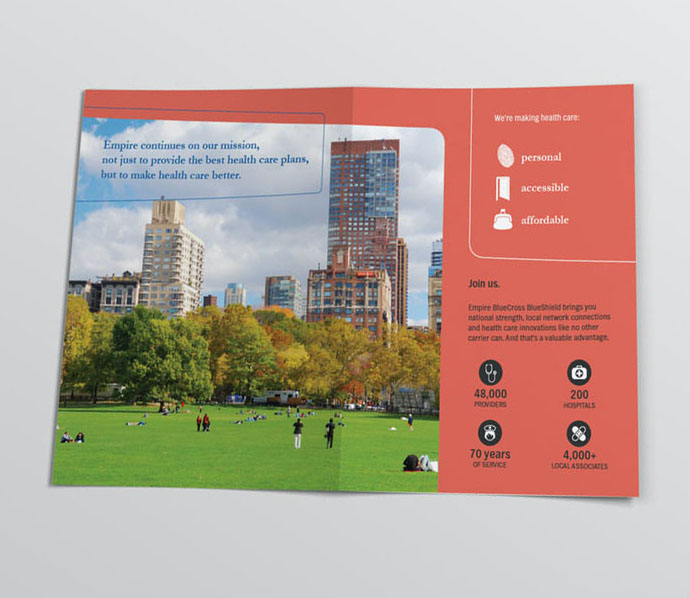 Empire continues on our mission,
not just to provide the best health care plans,
but to make health care better.
We're making health care:
personal
accessible
affordable
Join us.
Empire BlueCross BlueShield brings you
national strength, local network connections
and health care innovations like no other
carrier can. And that's a valuable advantage.
48,000
PROVIDERS
200
HOSPITALS
70 years
OF SERVICE
4,000+
LOCAL ASSOCIATES